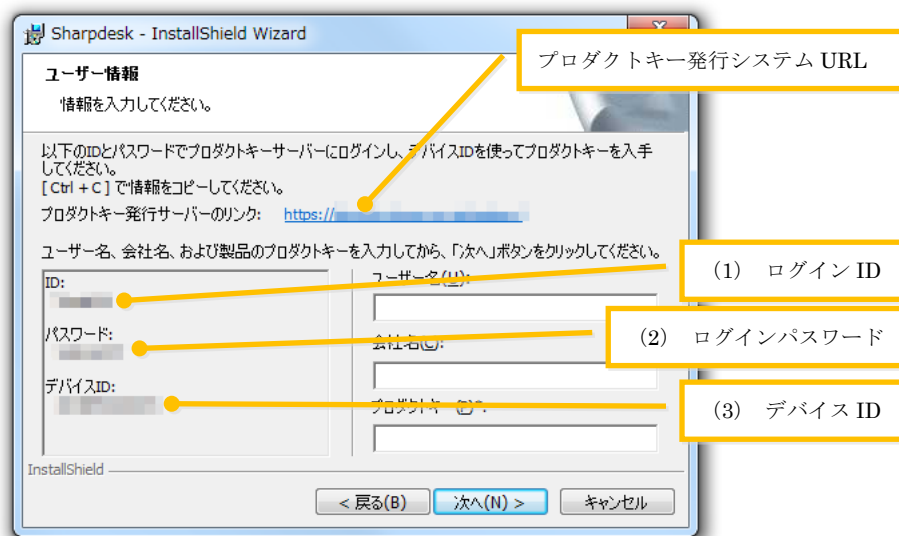 Sharpdesk - InstallShield Wizard
プロダクトキー発行システム URL
ユーザー情報
情報を入力してください。
以下のIDとパスワードでプロダクトキーサーバーにログインし、デバイスIDを使ってプロダクトキーを入手
してください。
[ Ctrl + C ] で情報をコピーしてください。
プロダクトキー発行サーバーのリンク: https://
ユーザー名、会社名、および製品のプロダクトキーを入力してから、「次へ」ボタンをクリックしてください。
ID:
ユーザー名(U):
(1) ログイン ID
パスワード:
会社名(C):
(2) ログインパスワード
デバイスID:
プロダクトキー(P):
(3) デバイス ID
InstallShield
< 戻る(B)
次へ(N) >
キャンセル